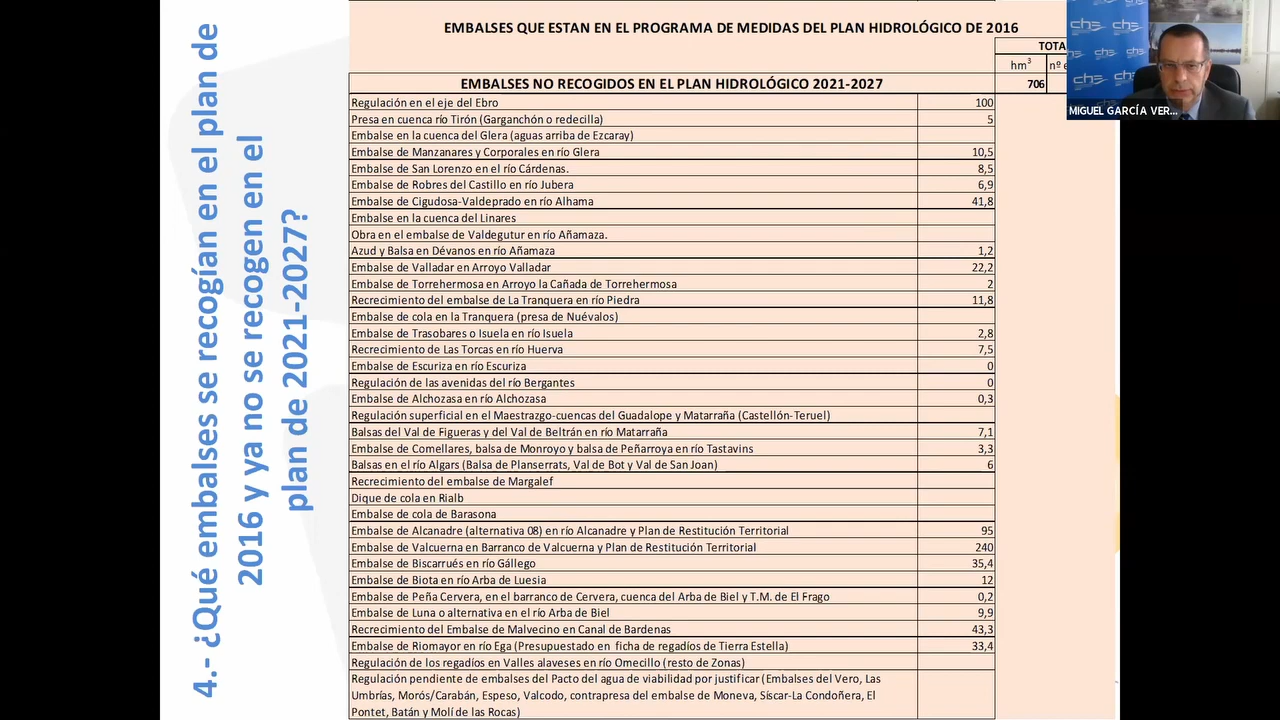 4.- ¿Qué embalses se recogían en el plan de
2016 y ya no se recogen en el
plan de 2021-2027?
EMBALSES QUE ESTAN EN EL PROGRAMA DE MEDIDAS DEL PLAN HIDROLÓGICO DE 2016
TOTA
hm³ nº e
EMBALSES NO RECOGIDOS EN EL PLAN HIDROLÓGICO 2021-2027 706
Regulación en el eje del Ebro 100
Presa en cuenca río Tirón (Garganchón o redecilla) 5
Embalse en la cuenca del Glera (aguas arriba de Ezcaray)
Embalse de Manzanares y Corporales en río Glera 10,5
Embalse de San Lorenzo en el río Cárdenas. 8,5
Embalse de Robres del Castillo en río Jubera 6,9
Embalse de Cigudosa-Valdeprado en río Alhama 41,8
Embalse en la cuenca del Linares
Obra en el embalse de Valdegutur en río Añamaza.
Azud y Balsa en Dévanos en río Añamaza 1,2
Embalse de Valladar en Arroyo Valladar 22,2
Embalse de Torrehermosa en Arroyo la Cañada de Torrehermosa 2
Recrecimiento del embalse de La Tranquera en río Piedra 11,8
Embalse de cola en la Tranquera (presa de Nuévalos)
Embalse de Trasobares o Isuela en río Isuela 2,8
Recrecimiento de Las Torcas en río Huerva 7,5
Embalse de Escuriza en río Escuriza 0
Regulación de las avenidas del río Bergantes 0
Embalse de Alchozasa en río Alchozasa 0,3
Regulación superficial en el Maestrazgo-cuencas del Guadalope y Matarraña (Castellón-Teruel)
Balsas del Val de Figueras y del Val de Beltrán en río Matarraña 7,1
Embalse de Comellares, balsa de Monroyo y balsa de Peñarroya en río Tastavins 3,3
Balsas en el río Algars (Balsa de Planserrats, Val de Bot y Val de San Joan) 6
Recrecimiento del embalse de Margalef
Dique de cola en Rialb
Embalse de cola de Barasona
Embalse de Alcanadre (alternativa 08) en río Alcanadre y Plan de Restitución Territorial 95
Embalse de Valcuerna en Barranco de Valcuerna y Plan de Restitución Territorial 240
Embalse de Biscarrués en río Gállego 35,4
Embalse de Biota en río Arba de Luesia 12
Embalse de Peña Cervera, en el barranco de Cervera, cuenca del Arba de Biel y T.M. de El Frago 0,2
Embalse de Luna o alternativa en el río Arba de Biel 9,9
Recrecimiento del Embalse de Malvecino en Canal de Bardenas 43,3
Embalse de Riomayor en río Ega (Presupuestado en ficha de regadíos de Tierra Estella) 33,4
Regulación de los regadíos en Valles alaveses en río Omecillo (resto de Zonas)
Regulación pendiente de embalses del Pacto del agua de viabilidad por justificar (Embalses del Vero, Las
Umbrías, Morós/Carabán, Espeso, Valcodo, contrapresa del embalse de Moneva, Síscar-La Condoñera, El
Pontet, Batán y Molí de las Rocas)
che che
che che
che
MIGUEL GARCÍA VER...